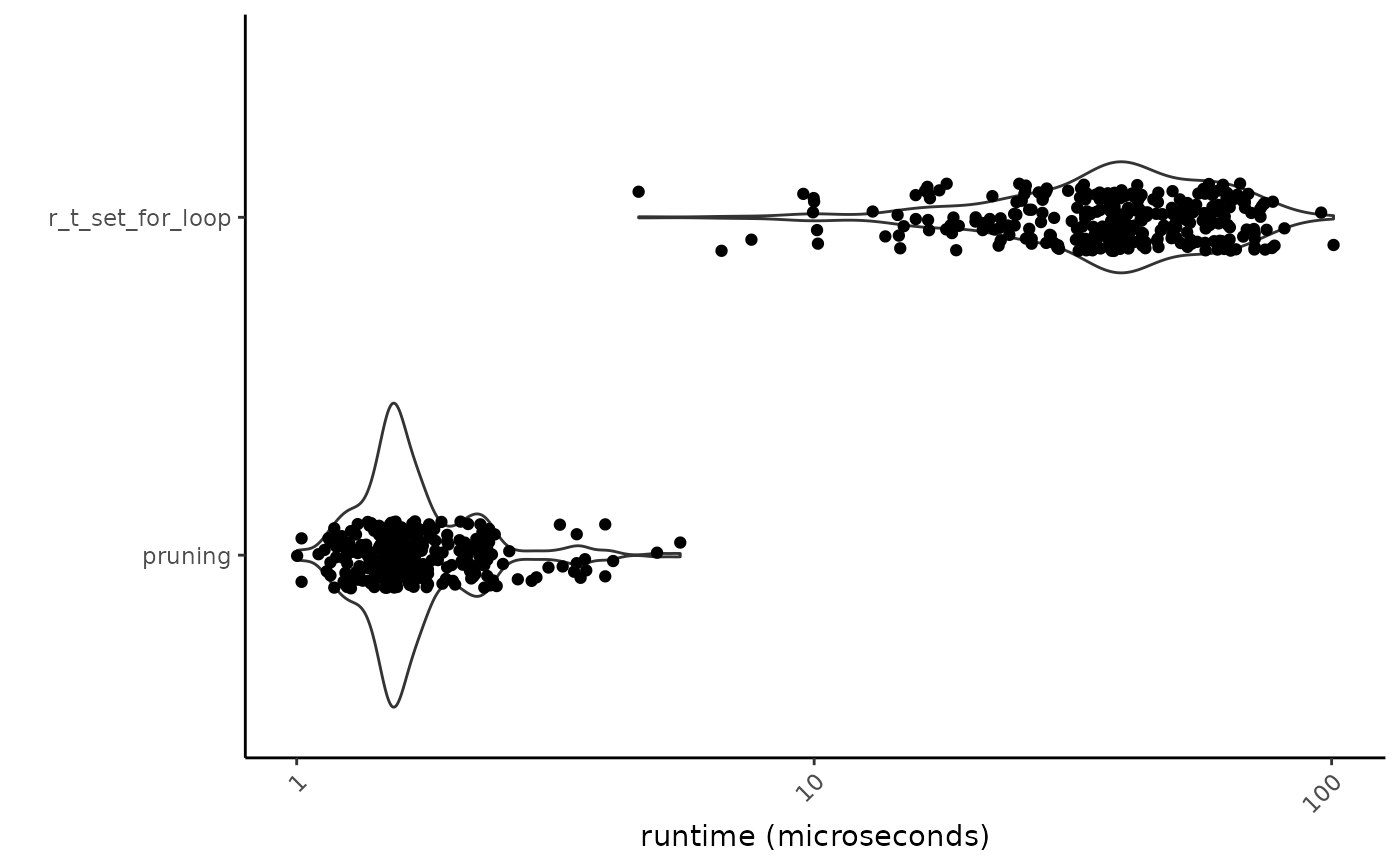 r_t_set_for_loop
pruning
1
10
100
runtime (microseconds)